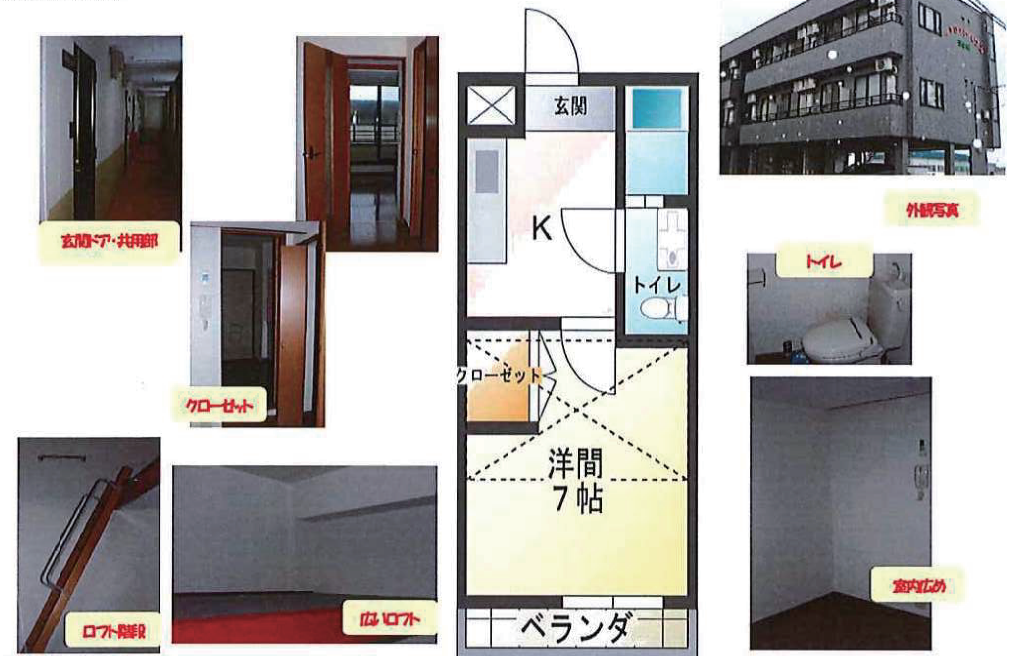 玄関ドア・共用部
クローゼット
ロフト階段
広いロフト
玄関
K
トイレ
クローゼット
洋間
7帖
ベランダ
外観写真
トイレ
室内広め